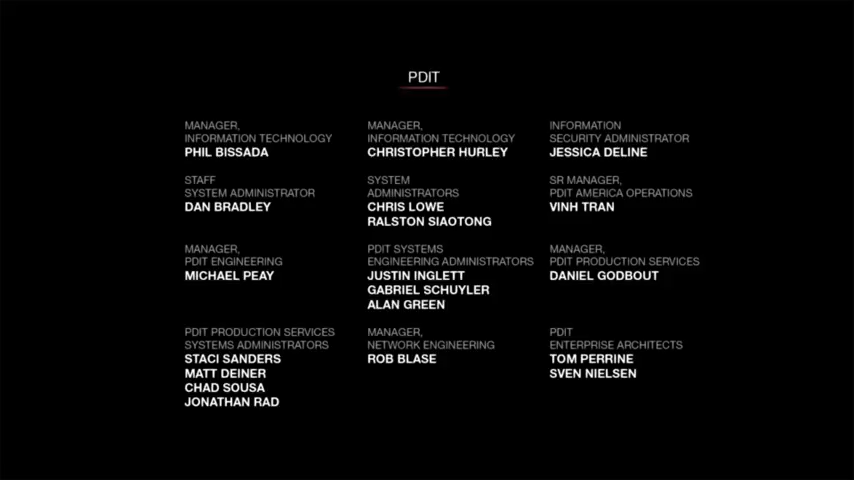 PDIT
MANAGER,
INFORMATION TECHNOLOGY
PHIL BISSADA
MANAGER,
INFORMATION TECHNOLOGY
CHRISTOPHER HURLEY
INFORMATION
SECURITY ADMINISTRATOR
JESSICA DELINE
STAFF
SYSTEM ADMINISTRATOR
DAN BRADLEY
SYSTEM
ADMINISTRATORS
CHRIS LOWE
RALSTON SIAOTONG
SR MANAGER,
PDIT AMERICA OPERATIONS
VINH TRAN
MANAGER,
PDIT ENGINEERING
MICHAEL PEAY
PDIT SYSTEMS
ENGINEERING ADMINISTRATORS
JUSTIN INGLETT
GABRIEL SCHUYLER
ALAN GREEN
MANAGER,
PDIT PRODUCTION SERVICES
DANIEL GODBOUT
PDIT PRODUCTION SERVICES
SYSTEMS ADMINISTRATORS
STACI SANDERS
MATT DEINER
CHAD SOUSA
JONATHAN RAD
MANAGER,
NETWORK ENGINEERING
ROB BLASE
PDIT
ENTERPRISE ARCHITECTS
TOM PERRINE
SVEN NIELSEN